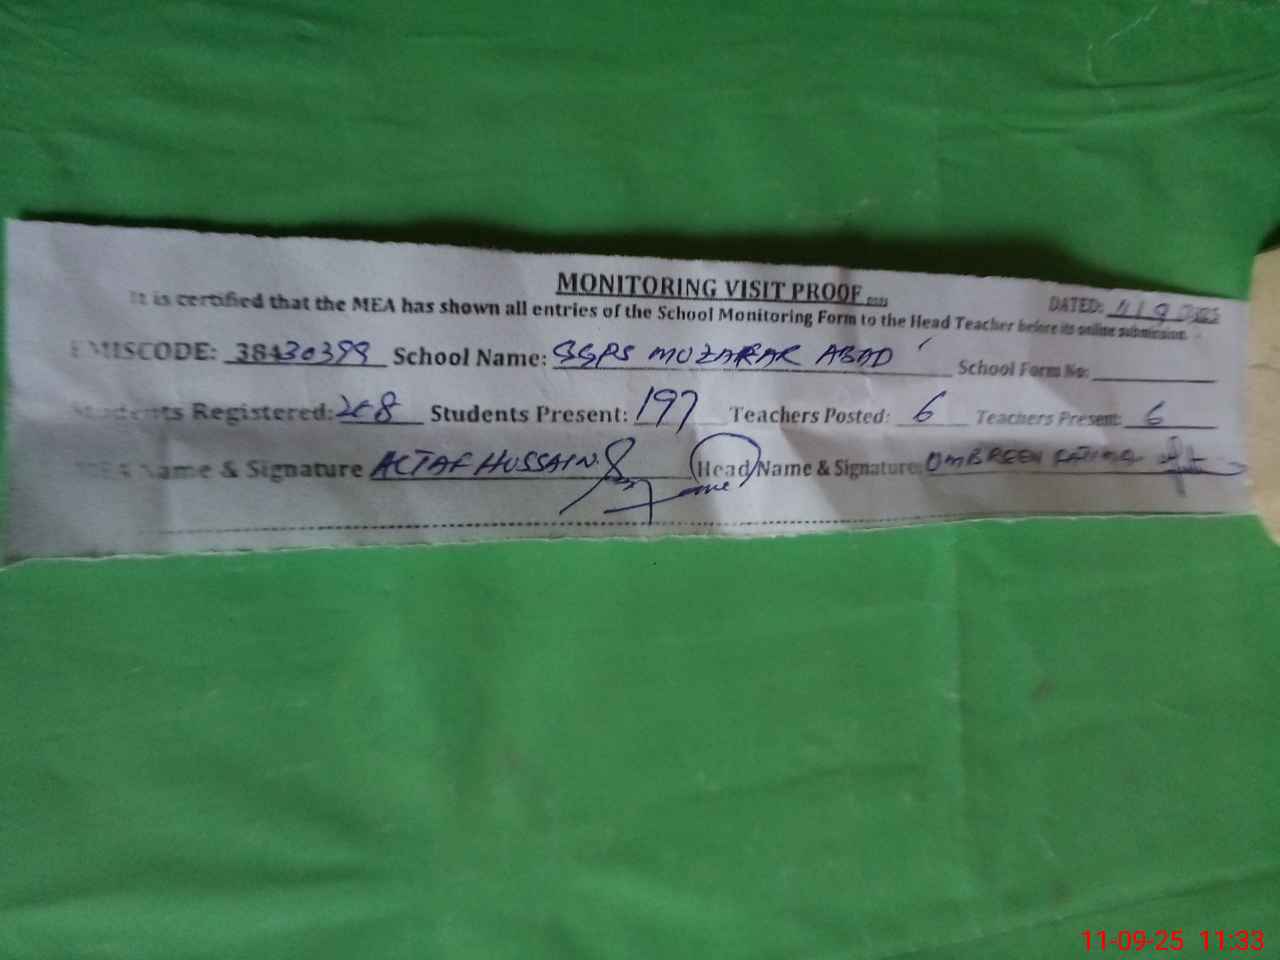 MONITORING VISIT PROOF
DATED: 11 9 2025
It is certified that the MEA has shown all entries of the School Monitoring Form to the Head Teacher before its online submission.
EMISCODE: 38430399 School Name: GGPS MUZAFAR ABAD School Form No:
Students Registered: 208 Students Present: 197 Teachers Posted: 6 Teachers Present: 6
MEA Name & Signature ALTAF HUSSAIN Head Name & Signature: OMBREEN FATIMA
11-09-25 11:33